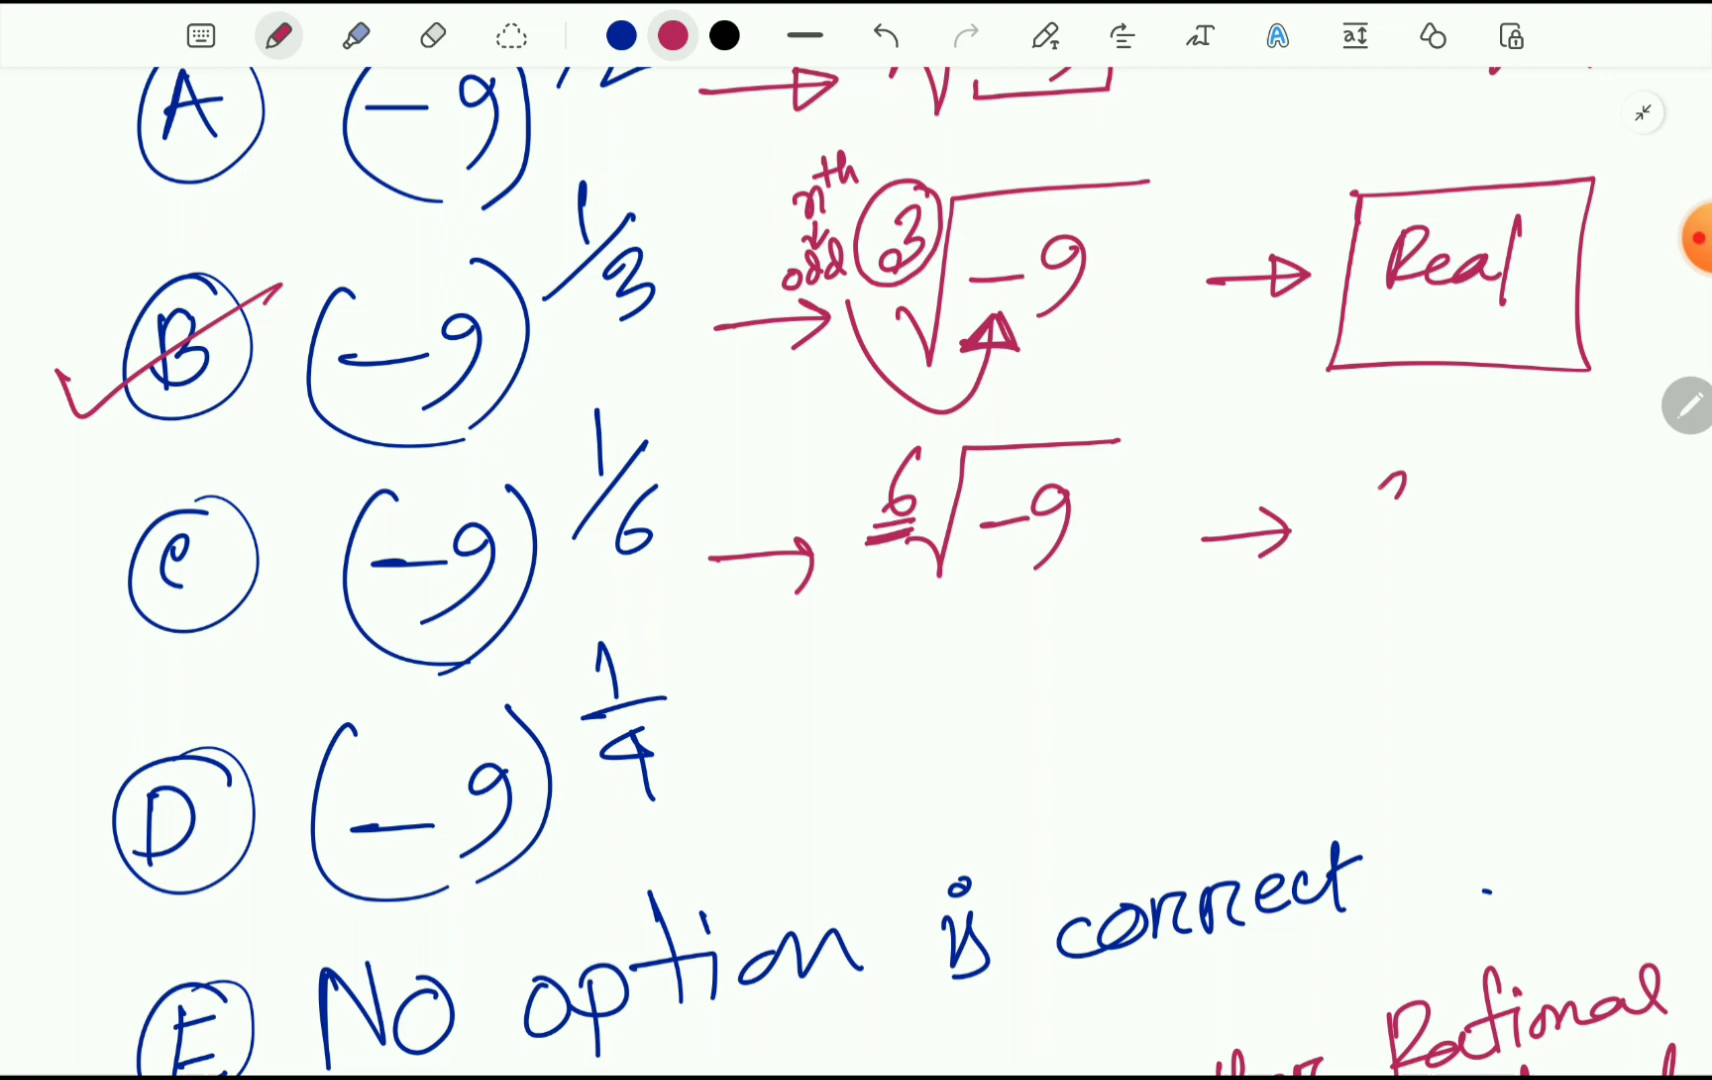 A (-9)
nth
odd
B (-9)^1/3 → ∛-9 → Real
C (-9)^1/6 → ⁶√-9 →
D (-9)^1/4
No option is correct
E
Rational